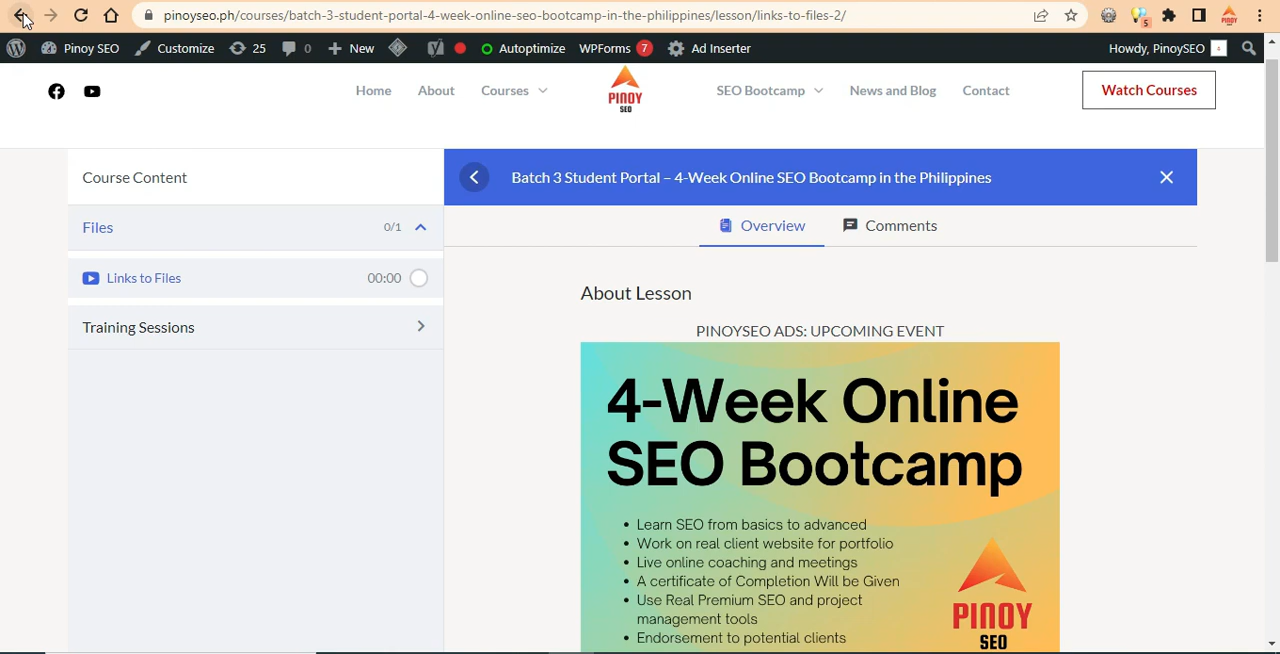 pinoyseo.ph/courses/batch-3-student-portal-4-week-online-seo-bootcamp-in-the-philippines/lesson/links-to-files-2/
5
PINOY
Pinoy SEO Customize 25 0 New Autoptimize WPForms 7 Ad Inserter Howdy, PinoySEO
Home About Courses PINOY SEO SEO Bootcamp News and Blog Contact Watch Courses
Course Content
Batch 3 Student Portal – 4-Week Online SEO Bootcamp in the Philippines
Files 0/1
Overview Comments
Links to Files 00:00
About Lesson
Training Sessions
PINOYSEO ADS: UPCOMING EVENT
4-Week Online
SEO Bootcamp
• Learn SEO from basics to advanced
• Work on real client website for portfolio
• Live online coaching and meetings
• A certificate of Completion Will be Given
• Use Real Premium SEO and project
management tools
• Endorsement to potential clients
PINOY
SEO